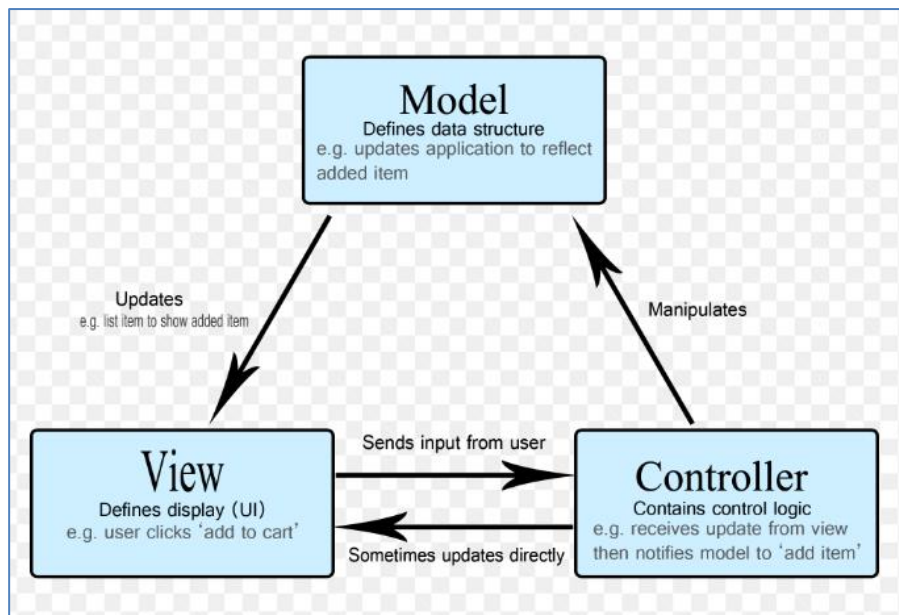 Model
Defines data structure
e.g. updates application to reflect
added item
Updates
e.g. list item to show added item
Manipulates
View
Defines display (UI)
e.g. user clicks ‘add to cart’
Sends input from user
Sometimes updates directly
Controller
Contains control logic
e.g. receives update from view
then notifies model to ‘add item’